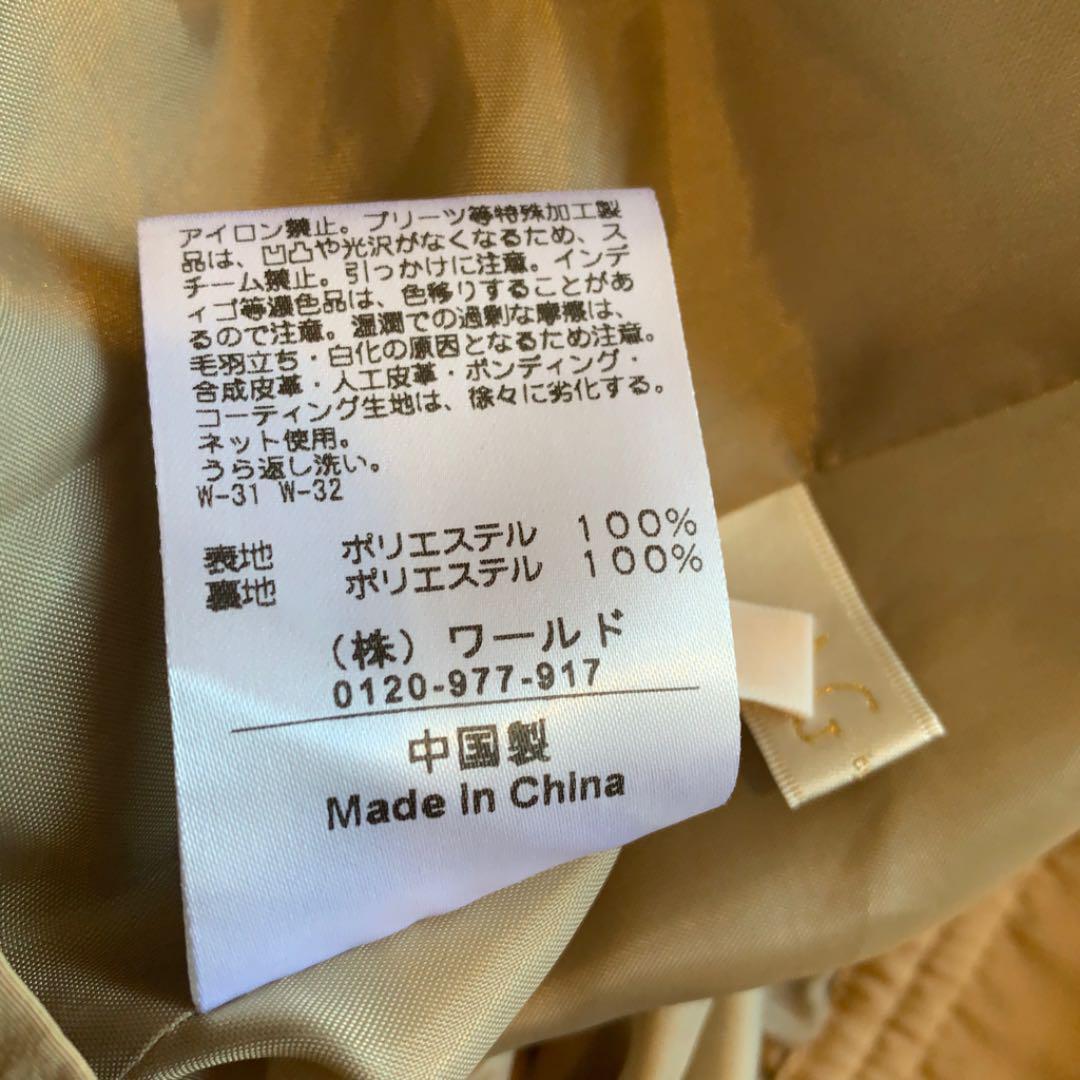 アイロン禁止。プリーツ等特殊加工製
品は、凹凸や光沢がなくなるため、ス
チーム禁止。引っかけに注意。インデ
ィゴ等濃色品は、色移りすることがあ
るので注意。湿潤での過剰な摩擦は、
毛羽立ち・白化の原因となるため注意。
合成皮革・人工皮革・ボンディング・
コーティング生地は、徐々に劣化する。
ネット使用。
うら返し洗い。
W-31 W-32
表地 ポリエステル 100%
裏地 ポリエステル 100%
(株) ワールド
0120-977-917
中国製
Made in China
G